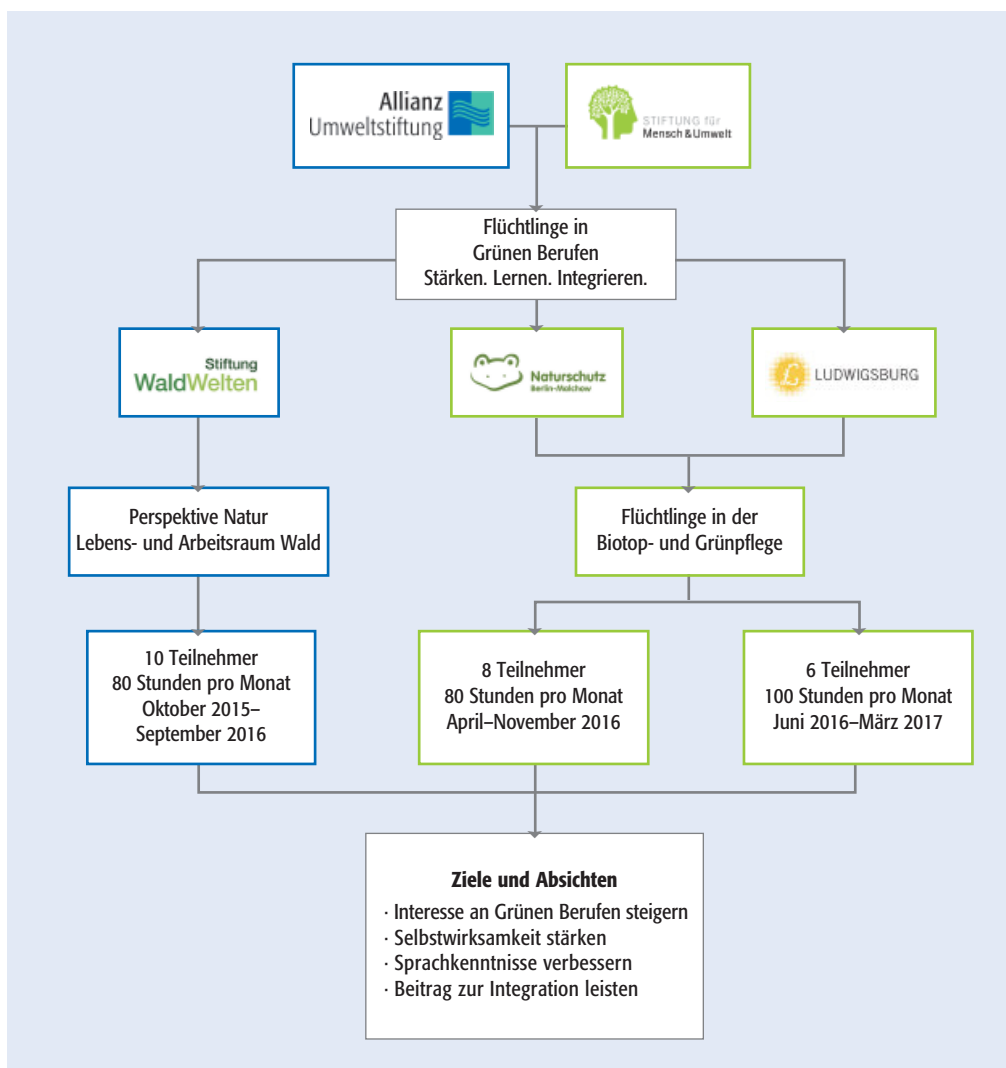 Allianz
Umweltstiftung
STIFTUNG für
Mensch & Umwelt
Flüchtlinge in
Grünen Berufen
Stärken. Lernen. Integrieren.
Stiftung
WaldWelten
Naturschutz
Berlin-Malchow
L LUDWIGSBURG
Perspektive Natur
Lebens- und Arbeitsraum Wald
Flüchtlinge in der
Biotop- und Grünpflege
10 Teilnehmer
80 Stunden pro Monat
Oktober 2015–
September 2016
8 Teilnehmer
80 Stunden pro Monat
April–November 2016
6 Teilnehmer
100 Stunden pro Monat
Juni 2016–März 2017
Ziele und Absichten
· Interesse an Grünen Berufen steigern
· Selbstwirksamkeit stärken
· Sprachkenntnisse verbessern
· Beitrag zur Integration leisten